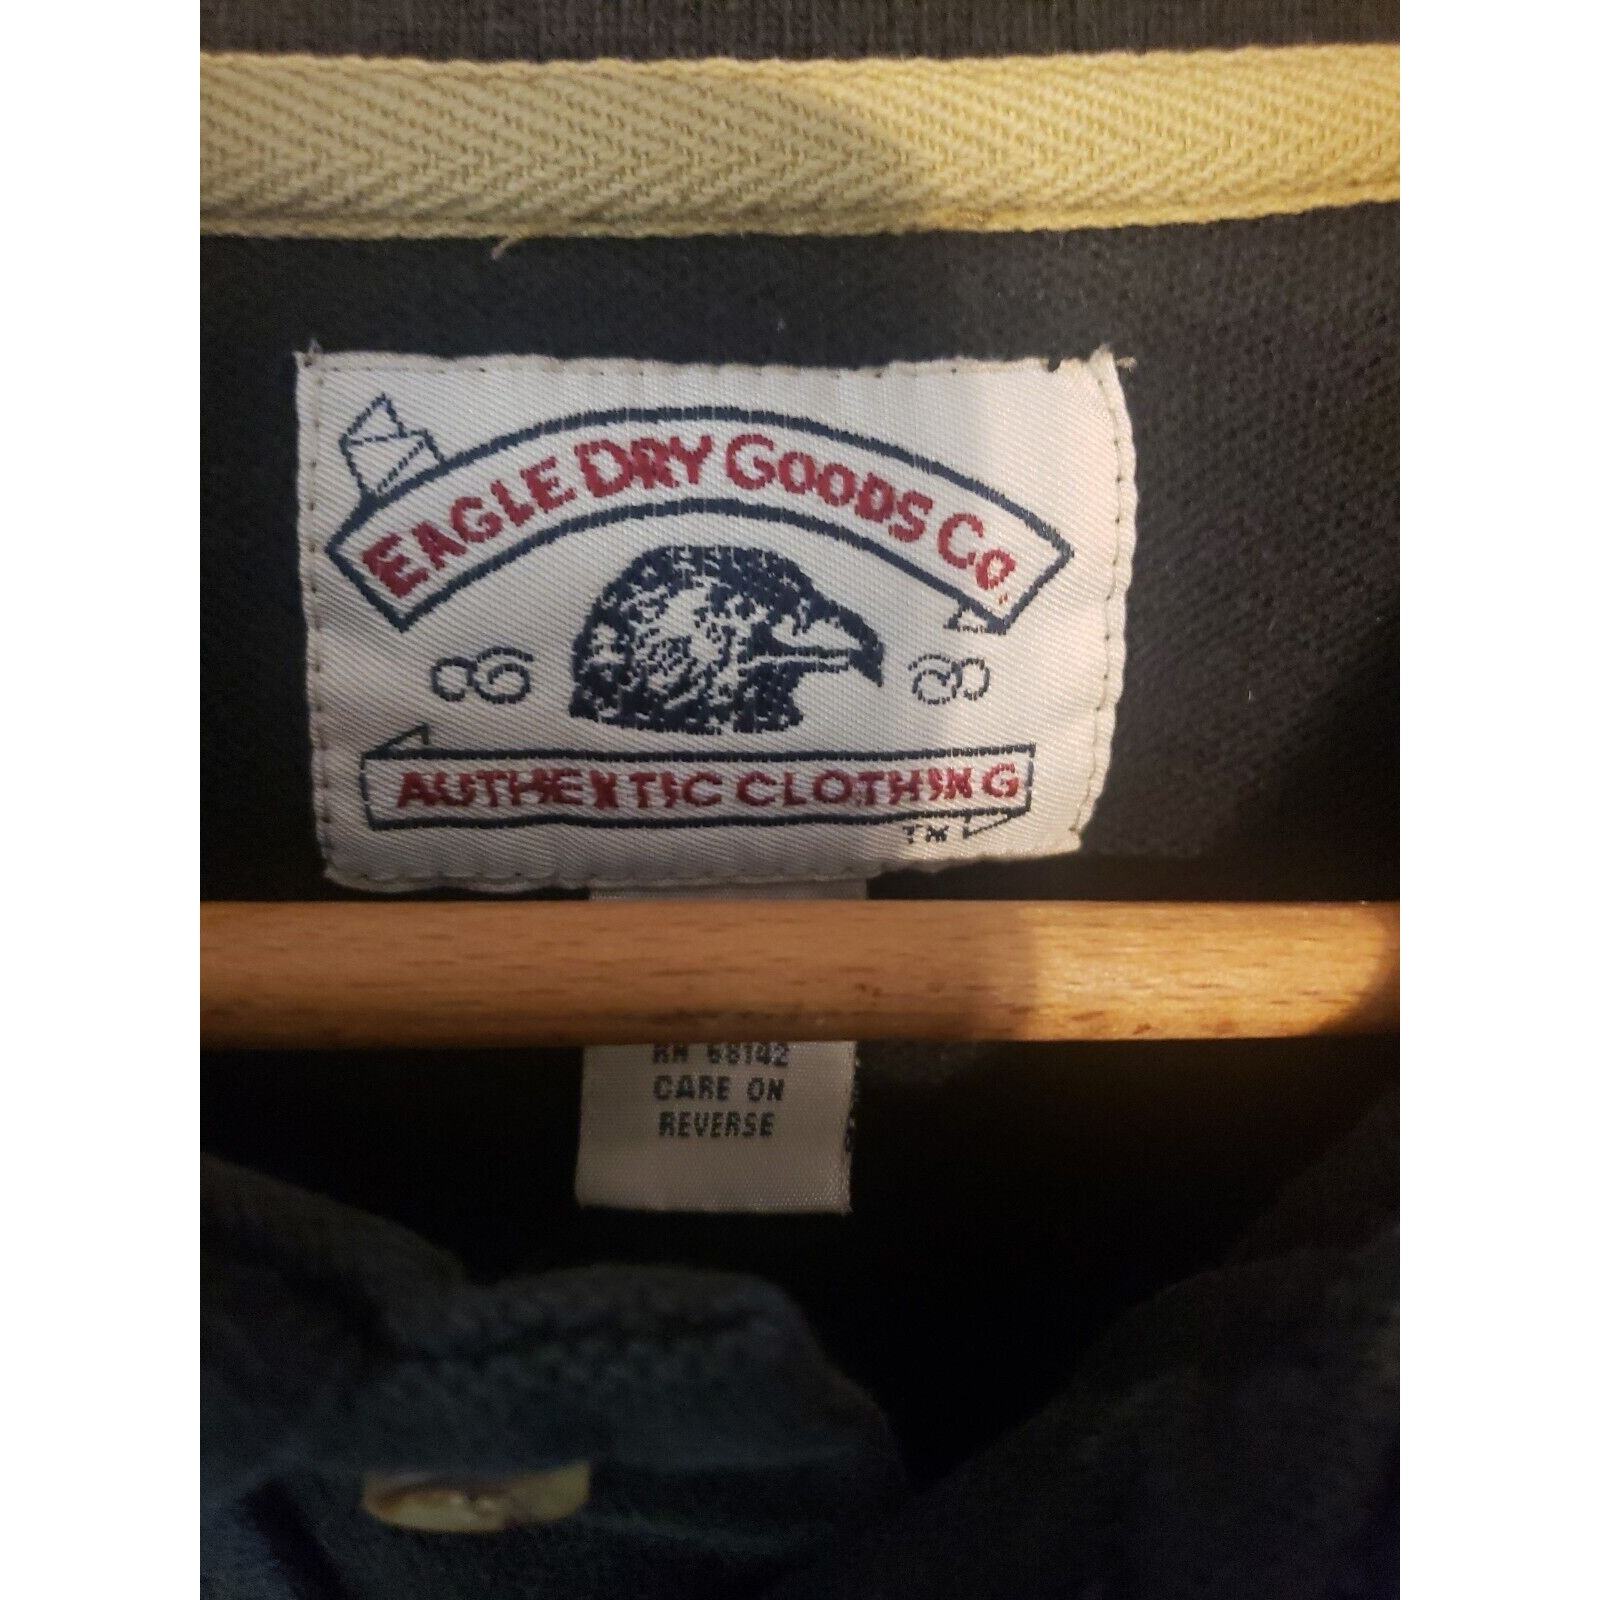 EAGLE DRY GOODS CO.
AUTHENTIC CLOTHING
TM
RN 68142
CARE ON
REVERSE